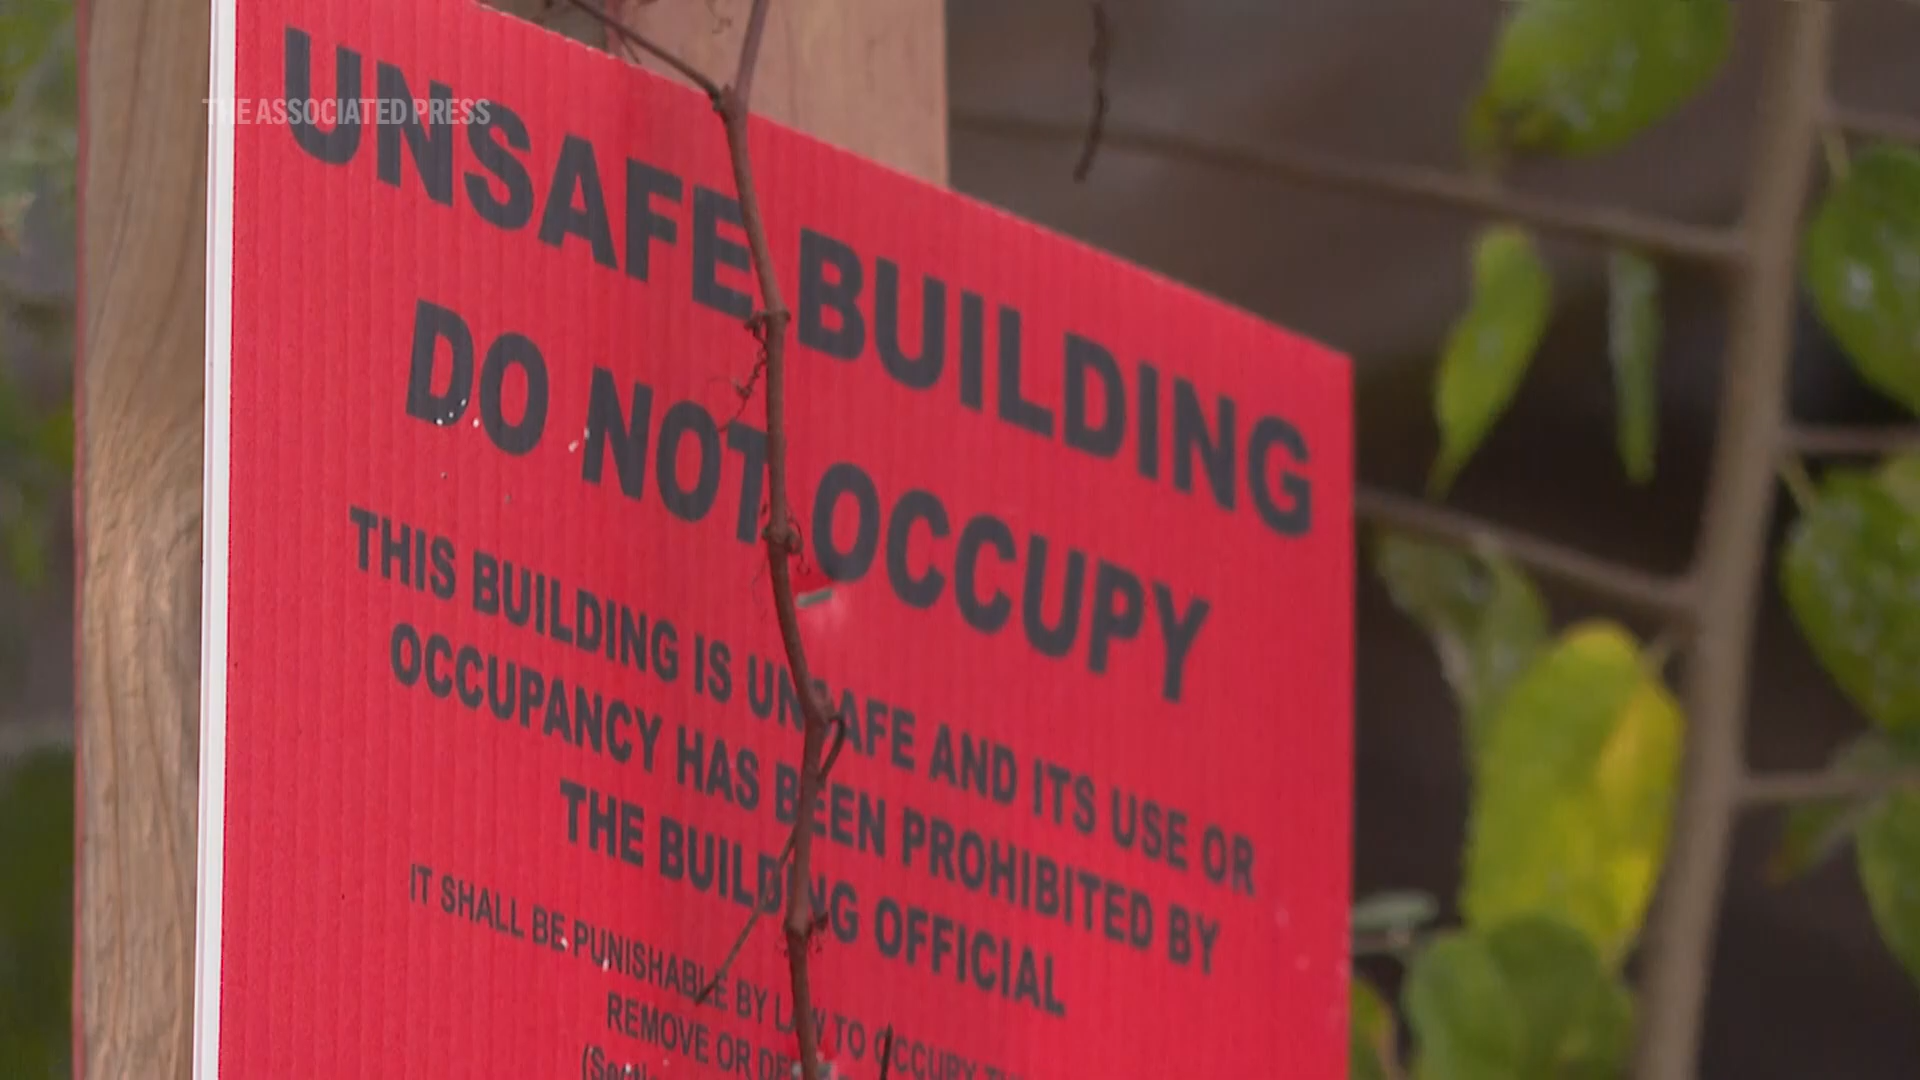 THE ASSOCIATED PRESS
UNSAFE BUILDING
DO NOT OCCUPY
THIS BUILDING IS UNSAFE AND ITS USE OR
OCCUPANCY HAS BEEN PROHIBITED BY
THE BUILDING OFFICIAL
IT SHALL BE PUNISHABLE BY LAW TO OCCUPY
REMOVE OR